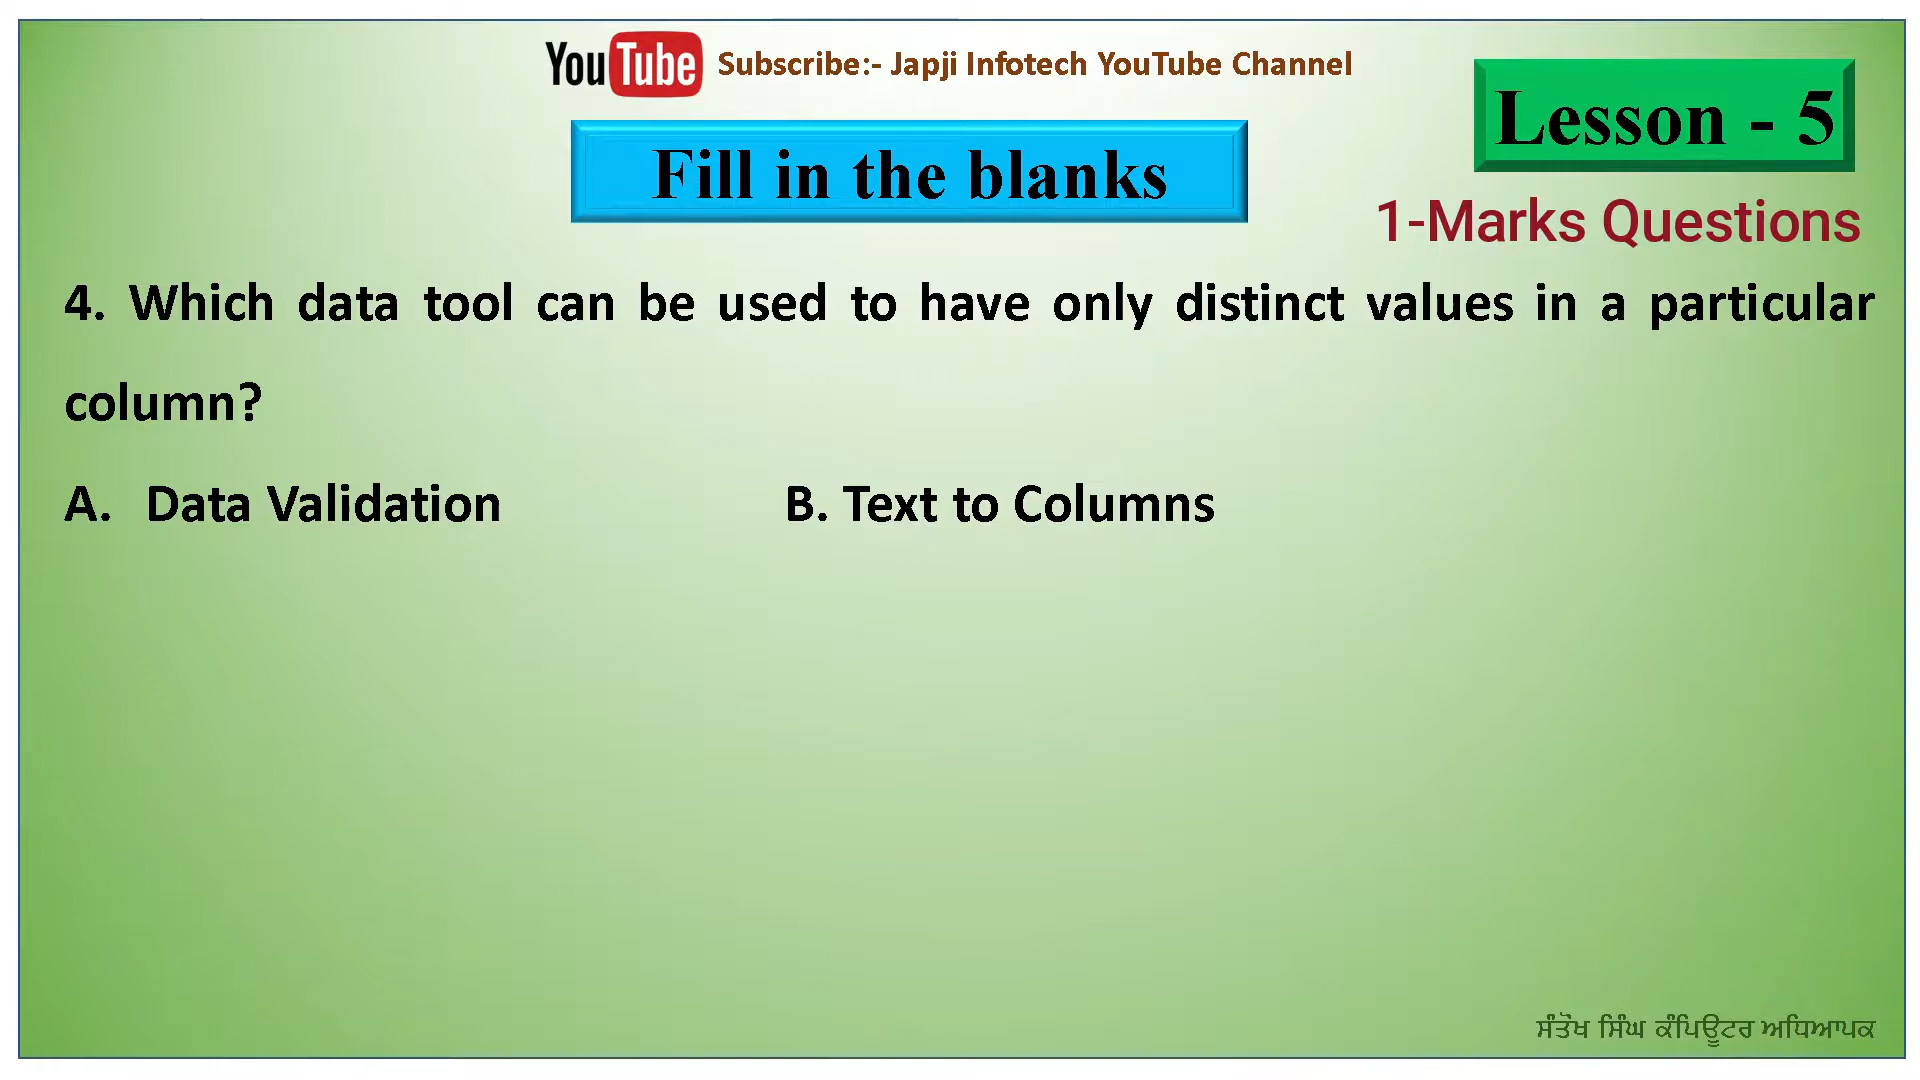 YouTube Subscribe:- Japji Infotech YouTube Channel
Lesson - 5
Fill in the blanks
1-Marks Questions
4. Which data tool can be used to have only distinct values in a particular
column?
A. Data Validation B. Text to Columns
ਸੰਤੋਖ ਸਿੰਘ ਕੰਪਿਊਟਰ ਅਧਿਆਪਕ